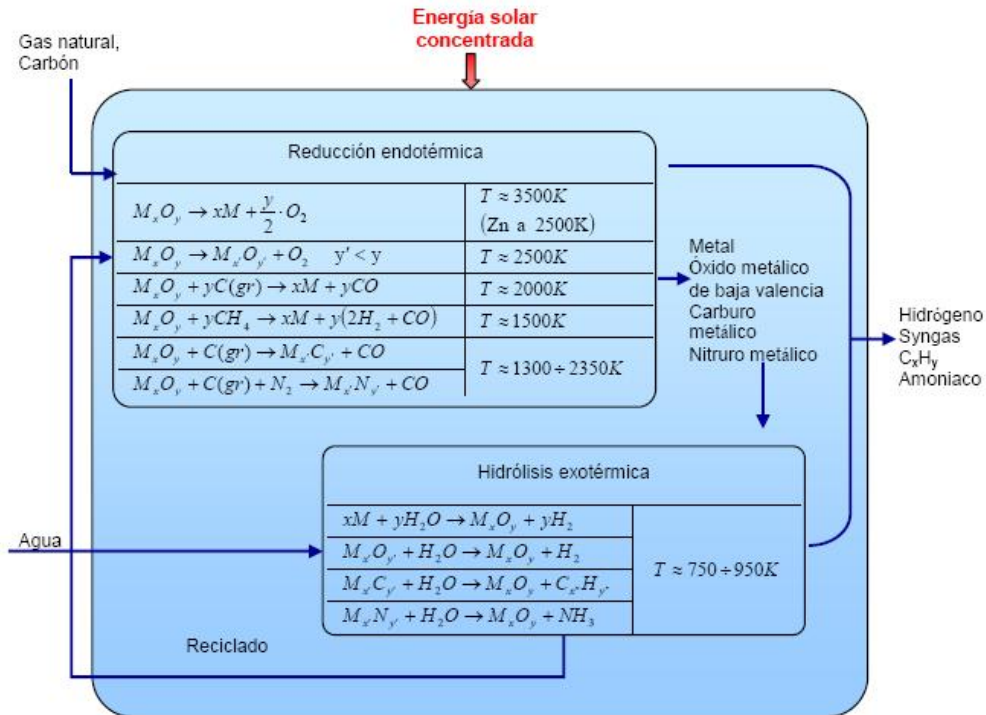 Energía solar
concentrada
Gas natural,
Carbón
Reducción endotérmica
M_xO_y → xM + y/2 · O_2
T ≈ 3500K
(Zn a 2500K)
M_xO_y → M_x'O_y' + O_2   y' < y
T ≈ 2500K
M_xO_y + yC(gr) → xM + yCO
T ≈ 2000K
M_xO_y + yCH_4 → xM + y(2H_2 + CO)
T ≈ 1500K
M_xO_y + C(gr) → M_x'C_y' + CO
M_xO_y + C(gr) + N_2 → M_x'N_y' + CO
T ≈ 1300 ÷ 2350K
Metal
Óxido metálico
de baja valencia
Carburo
metálico
Nitruro metálico
Hidrógeno
Syngas
C_xH_y
Amoniaco
Hidrólisis exotérmica
xM + yH_2O → M_xO_y + yH_2
M_x'O_y' + H_2O → M_xO_y + H_2
M_x'C_y' + H_2O → M_xO_y + C_x''H_y''
M_x'N_y' + H_2O → M_xO_y + NH_3
T ≈ 750 ÷ 950K
Agua
Reciclado